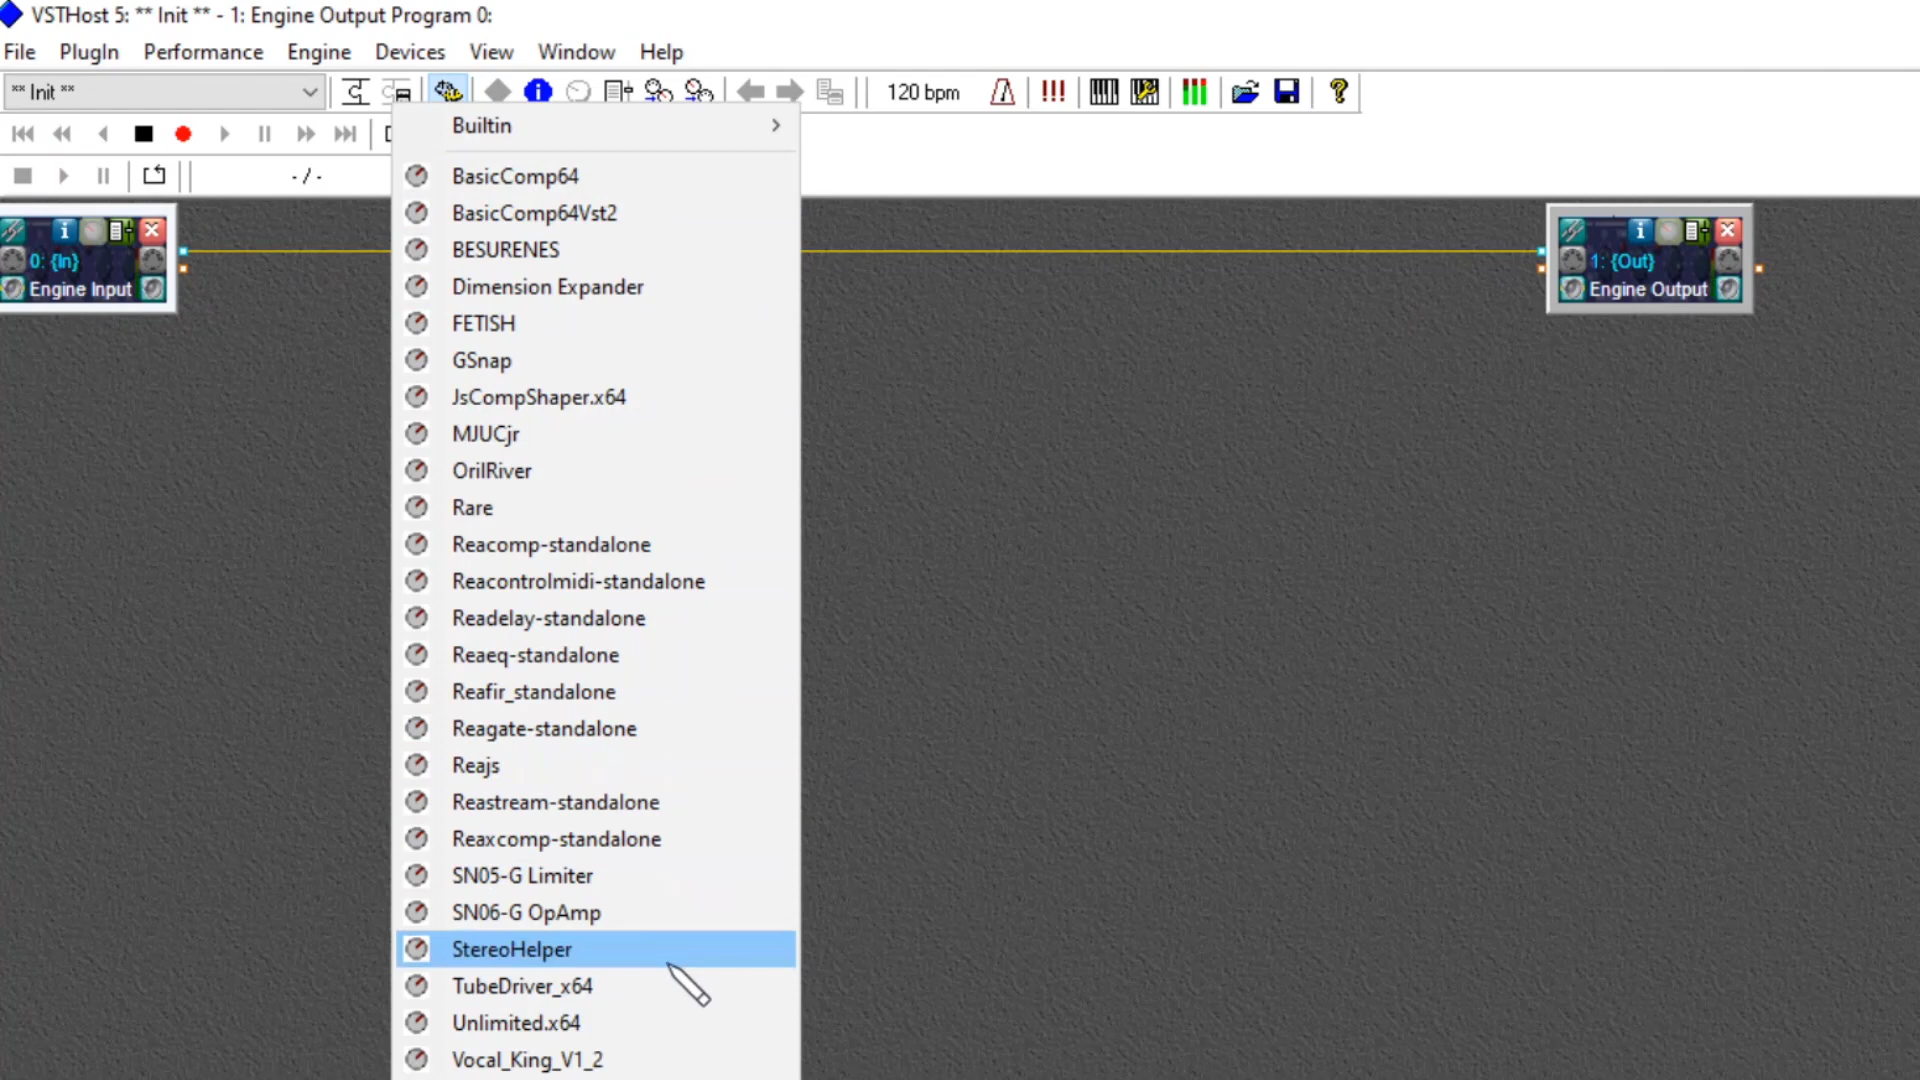 VSTHost 5: ** Init ** - 1: Engine Output Program 0:
File PlugIn Performance Engine Devices View Window Help
** Init **
120 bpm
- / -
Builtin
BasicComp64
BasicComp64Vst2
BESURENES
Dimension Expander
FETISH
GSnap
JsCompShaper.x64
MJUCjr
OrilRiver
Rare
Reacomp-standalone
Reacontrolmidi-standalone
Readelay-standalone
Reaeq-standalone
Reafir_standalone
Reagate-standalone
Reajs
Reastream-standalone
Reaxcomp-standalone
SN05-G Limiter
SN06-G OpAmp
StereoHelper
TubeDriver_x64
Unlimited.x64
Vocal_King_V1_2
0: {In}
Engine Input
1: {Out}
Engine Output